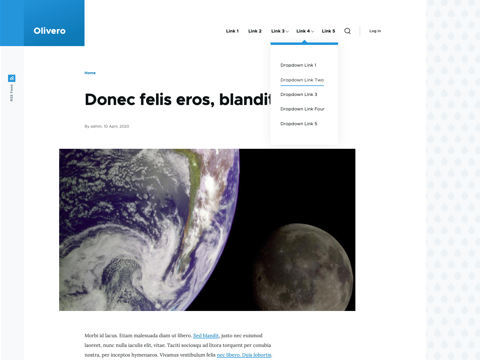 Olivero
Link 1
Link 2
Link 3
Link 4
Link 5
Log in
Dropdown Link 1
Dropdown Link Two
Dropdown Link 3
Dropdown Link Four
Dropdown Link 5
RSS Feed
Home
Donec felis eros, blandit
By admin, 10 April, 2020
Morbi id lacus. Etiam malesuada diam ut libero. Sed blandit, justo nec euismod
laoreet, nunc nulla iaculis elit, vitae. Taciti sociosqu ad litora torquent per conubia
nostra, per inceptos hymenaeos. Vivamus vestibulum felis nec libero. Duis lobortis